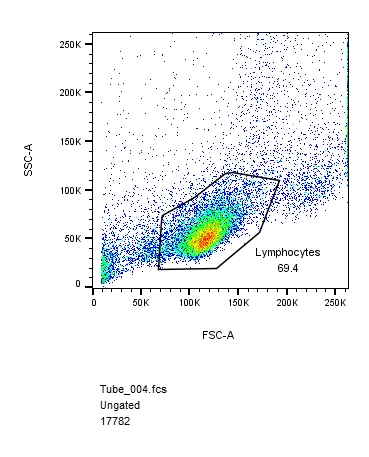 250K
200K
150K
100K
50K
0
SSC-A
0 50K 100K 150K 200K 250K
FSC-A
Lymphocytes
69.4
Tube_004.fcs
Ungated
17782